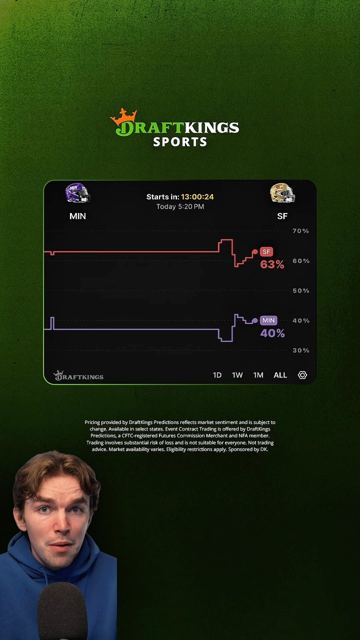 DRAFTKINGS
SPORTS
Starts in: 13:00:24
Today 5:20 PM
MIN
SF
70%
SF
63%
60%
50%
MIN
40%
40%
30%
DRAFTKINGS
1D 1W 1M ALL
Pricing provided by DraftKings Predictions reflects market sentiment and is subject to
change. Available in select states. Event Contract Trading is offered by DraftKings
Predictions, a CFTC-registered Futures Commission Merchant and NFA member.
Trading involves substantial risk of loss and is not suitable for everyone. Not trading
advice. Market availability varies. Eligibility restrictions apply. Sponsored by DK.